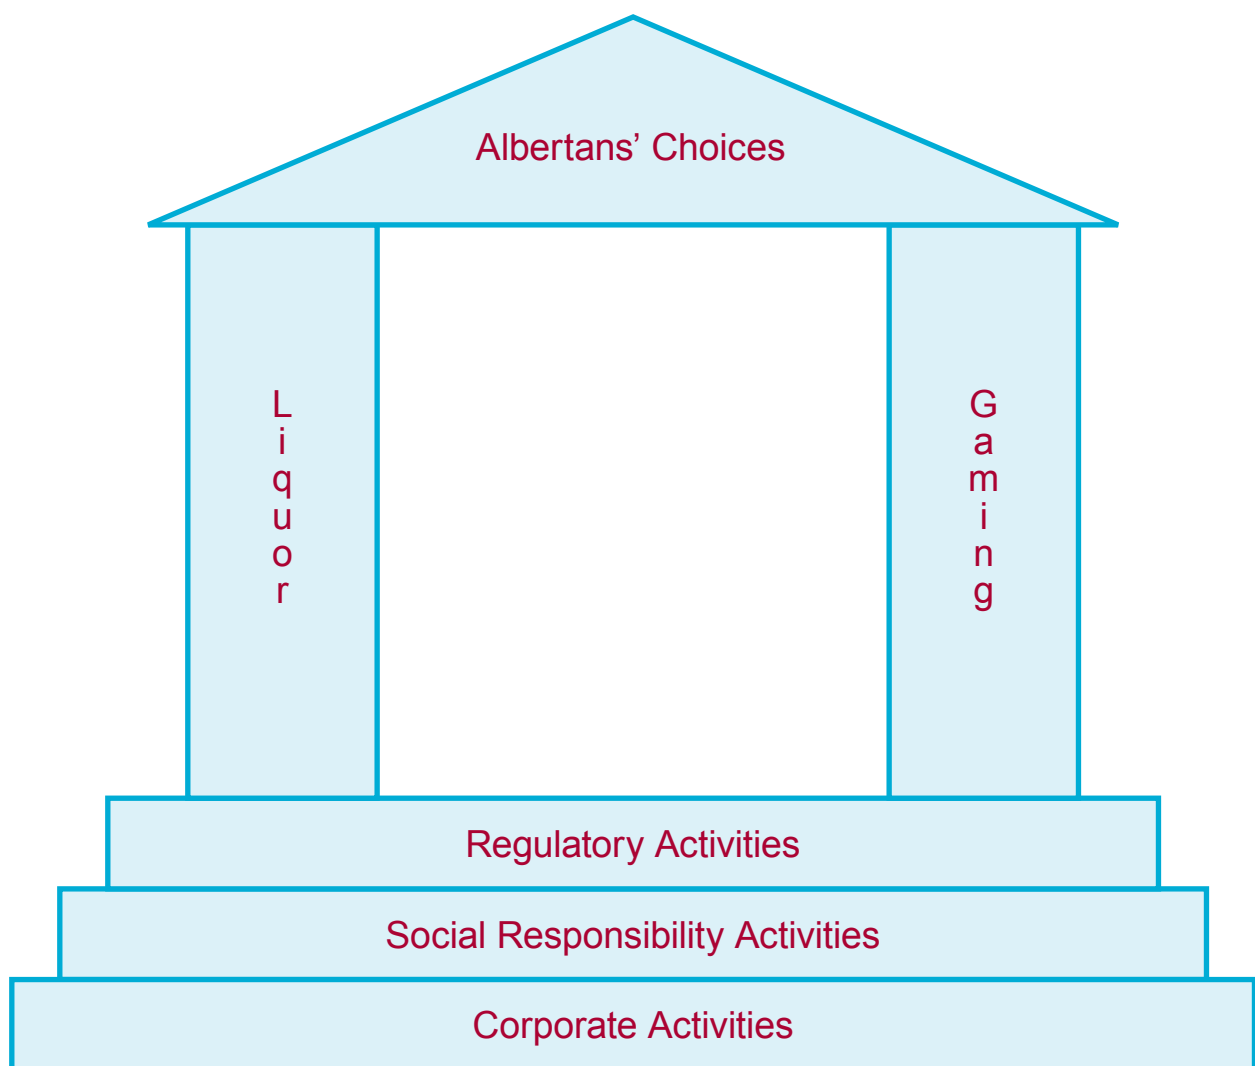 Albertans’ Choices
Liquor
Gaming
Regulatory Activities
Social Responsibility Activities
Corporate Activities